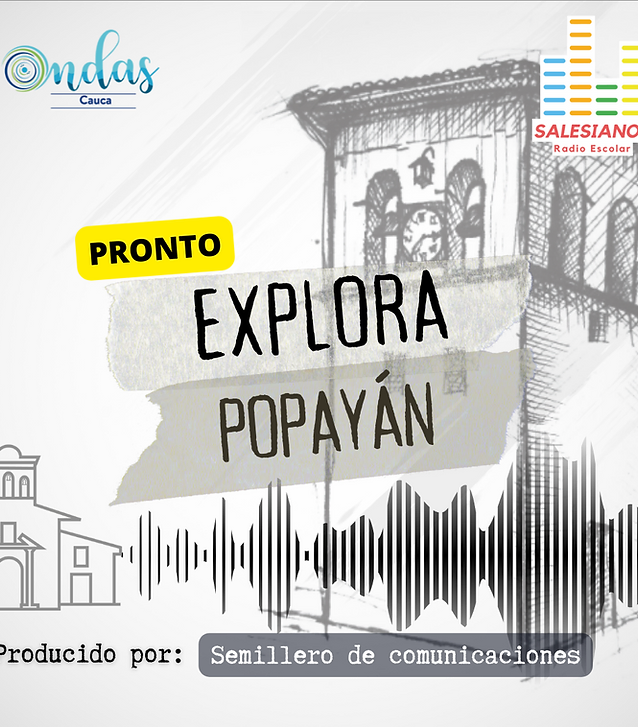 Ondas
Cauca
SALESIANO
Radio Escolar
PRONTO
EXPLORA
POPAYÁN
Producido por: Semillero de comunicaciones